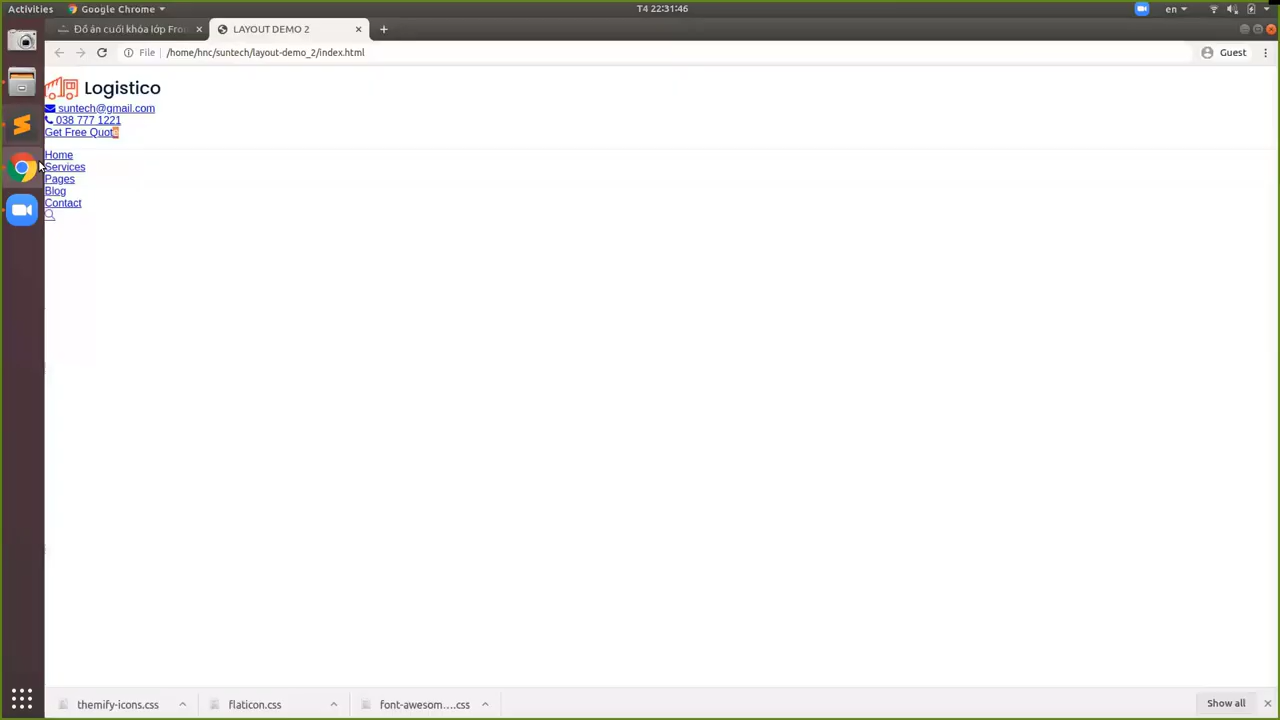 Activities Google Chrome T4 22:31:46 en
Đồ án cuối khóa lớp Fro LAYOUT DEMO 2
File /home/hnc/suntech/layout-demo_2/index.html Guest
Logistico
suntech@gmail.com
038 777 1221
Get Free Quote
Home
Services
Pages
Blog
Contact
themify-icons.css flaticon.css font-awesom....css Show all